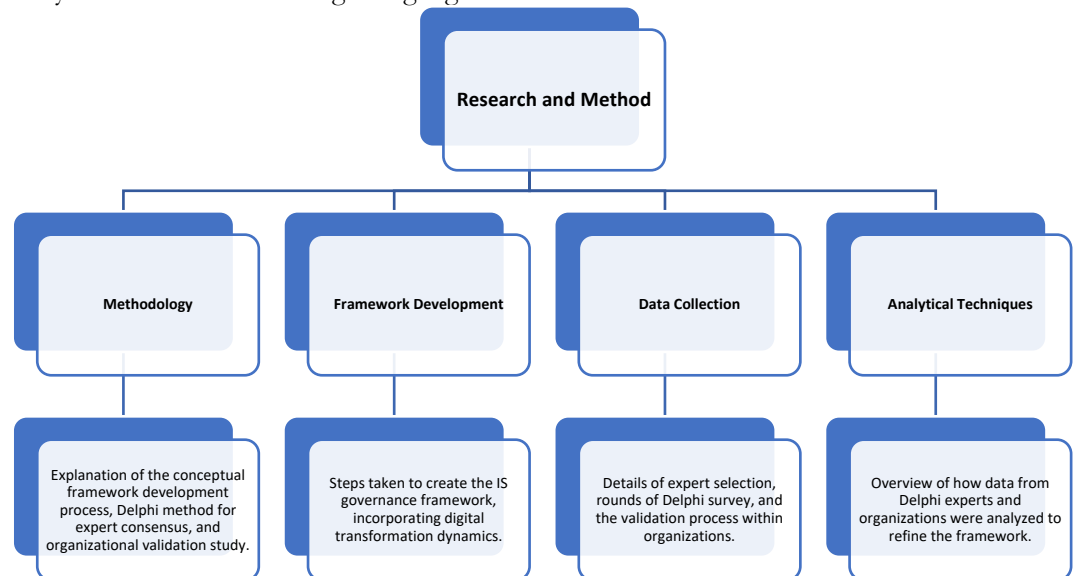 Research and Method
Methodology
Framework Development
Data Collection
Analytical Techniques
Explanation of the conceptual
framework development
process, Delphi method for
expert consensus, and
organizational validation study.
Steps taken to create the IS
governance framework,
incorporating digital
transformation dynamics.
Details of expert selection,
rounds of Delphi survey, and
the validation process within
organizations.
Overview of how data from
Delphi experts and
organizations were analyzed to
refine the framework.